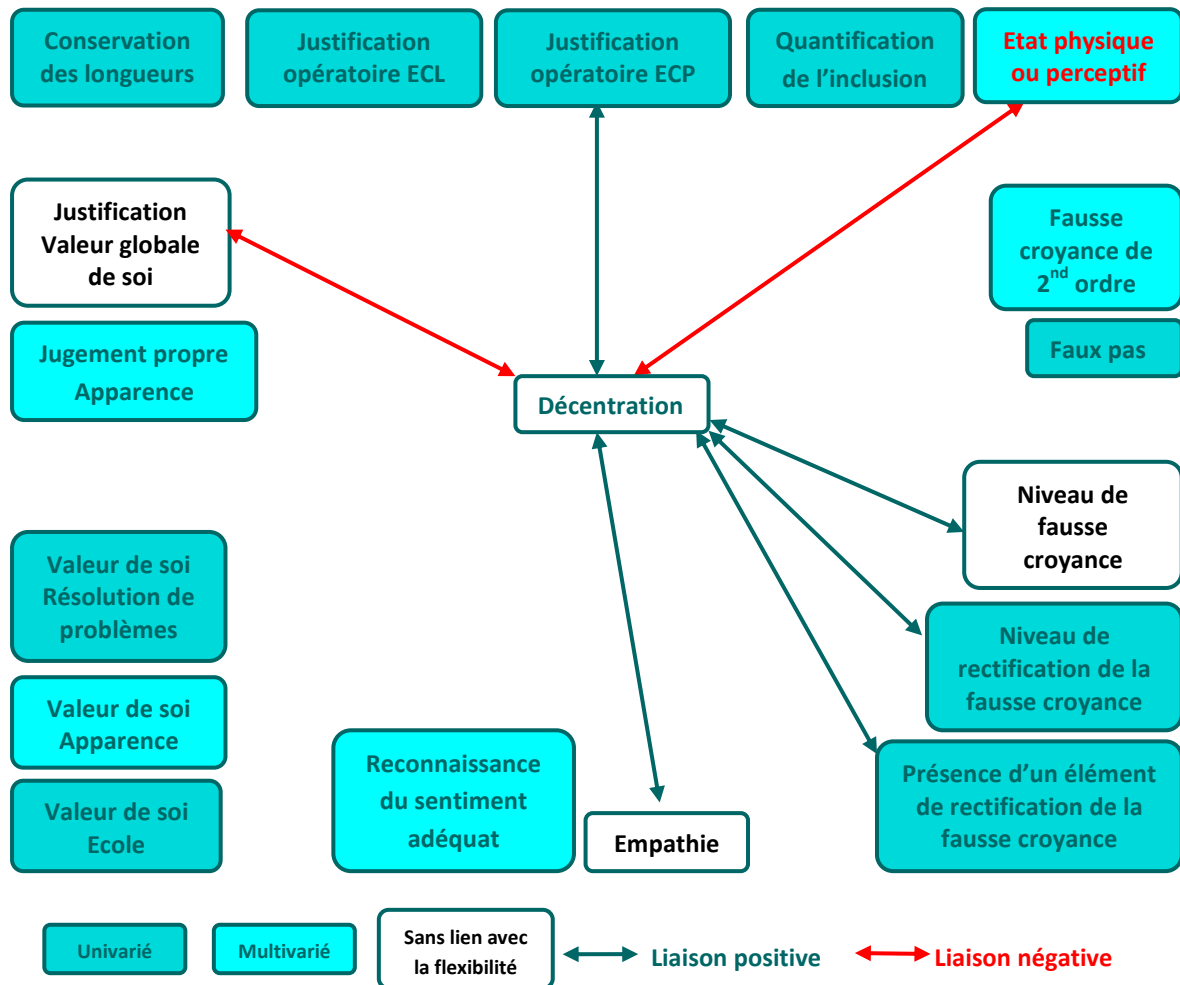 Conservation
des longueurs
Justification
opératoire ECL
Justification
opératoire ECP
Quantification
de l'inclusion
Etat physique
ou perceptif
Justification
Valeur globale
de soi
Fausse
croyance de
2nd ordre
Jugement propre
Apparence
Faux pas
Décentration
Niveau de
fausse
croyance
Valeur de soi
Résolution de
problèmes
Niveau de
rectification de la
fausse croyance
Valeur de soi
Apparence
Reconnaissance
du sentiment
adéquat
Présence d'un élément
de rectification de la
fausse croyance
Valeur de soi
Ecole
Empathie
Univarié
Multivarié
Sans lien avec
la flexibilité
Liaison positive
Liaison négative